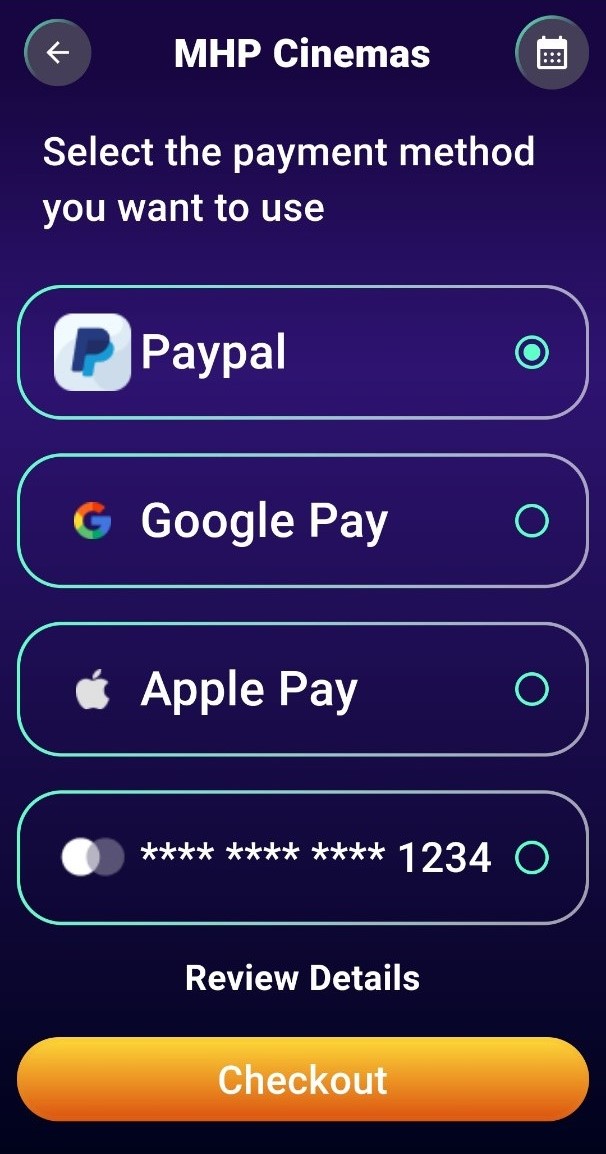 MHP Cinemas
Select the payment method
you want to use
Paypal
Google Pay
Apple Pay
**** **** **** 1234
Review Details
Checkout